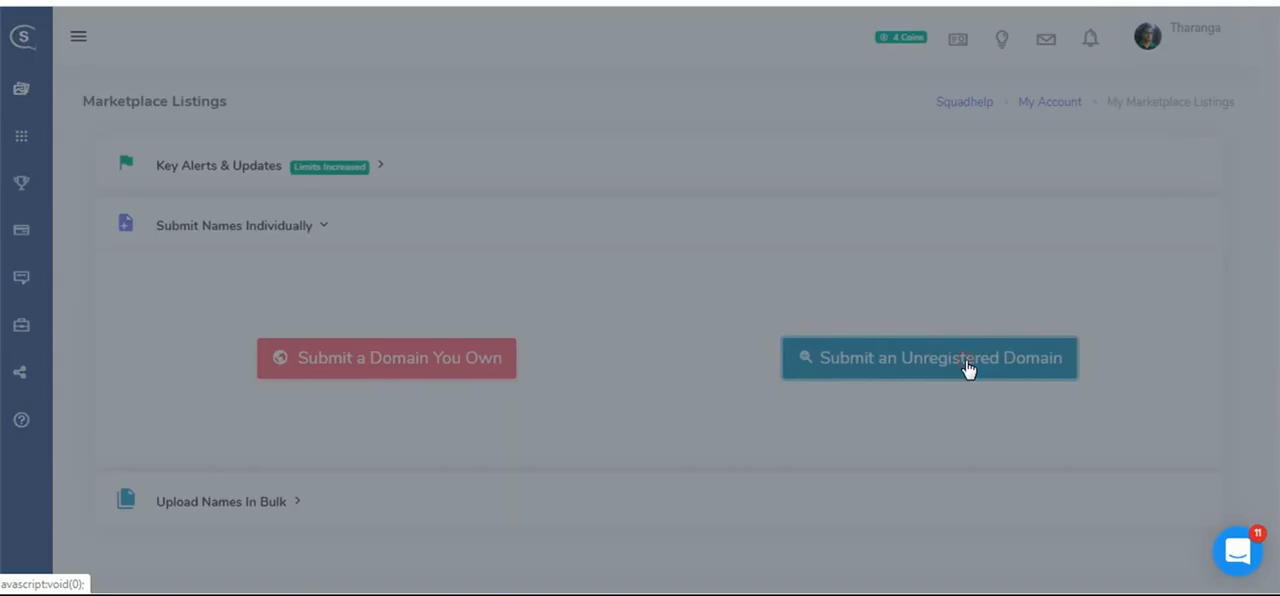 S
4 Coins
Tharanga
Marketplace Listings
Squadhelp
My Account
My Marketplace Listings
Key Alerts & Updates
Limits Increased
Submit Names Individually
Submit a Domain You Own
Submit an Unregistered Domain
Upload Names In Bulk
11
avascript:void(0);